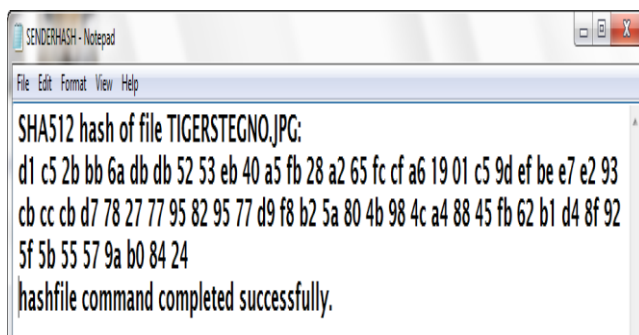 SENDERHASH - Notepad
File Edit Format View Help
SHA512 hash of file TIGERSTEGNO.JPG:
d1 c5 2b bb 6a db db 52 53 eb 40 a5 fb 28 a2 65 fc cf a6 19 01 c5 9d ef be e7 e2 93
cb cc cb d7 78 27 77 95 82 95 77 d9 f8 b2 5a 80 4b 98 4c a4 88 45 fb 62 b1 d4 8f 92
5f 5b 55 57 9a b0 84 24
hashfile command completed successfully.